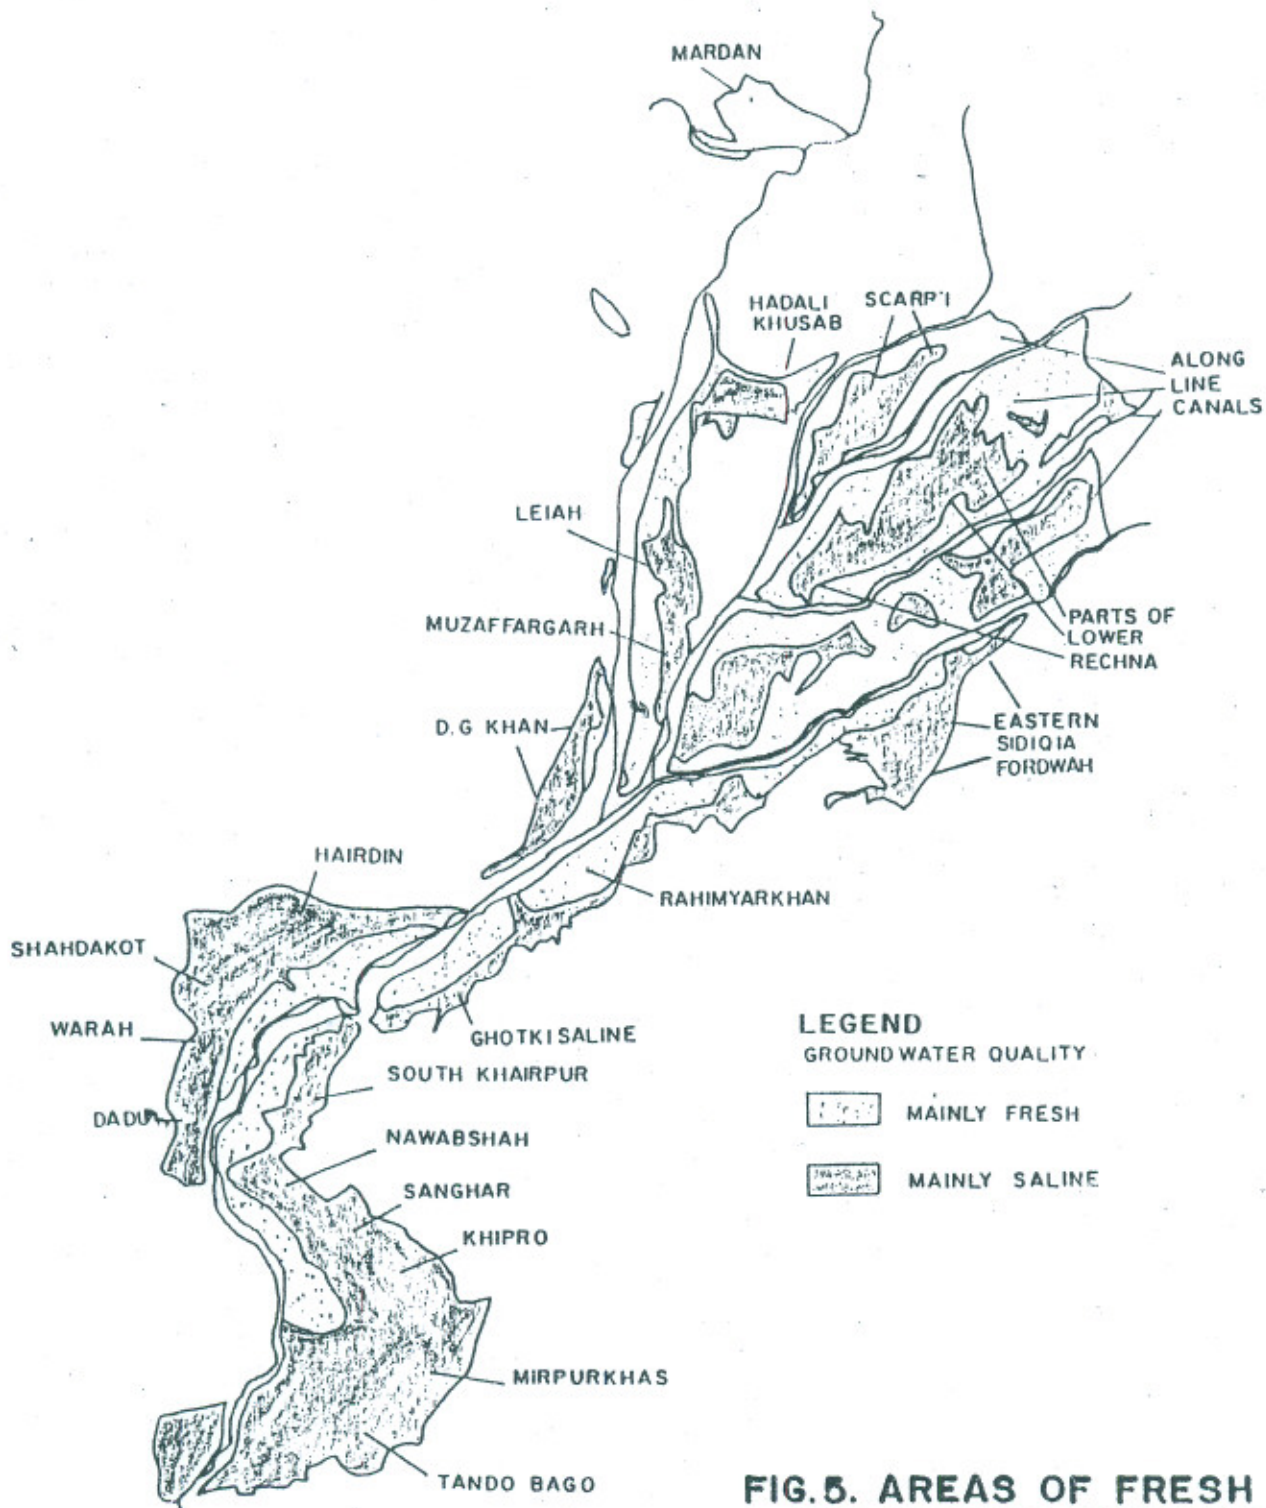 MARDAN
HADALI
KHUSAB
SCARP'I
ALONG
LINE
CANALS
LEIAH
MUZAFFARGARH
PARTS OF
LOWER
RECHNA
D.G KHAN
EASTERN
SIDIQIA
FORDWAH
HAIRDIN
RAHIMYARKHAN
SHAHDAKOT
WARAH
GHOTKI SALINE
DADU
SOUTH KHAIRPUR
NAWABSHAH
SANGHAR
KHIPRO
MIRPURKHAS
TANDO BAGO
LEGEND
GROUND WATER QUALITY
MAINLY FRESH
MAINLY SALINE
FIG.5. AREAS OF FRESH